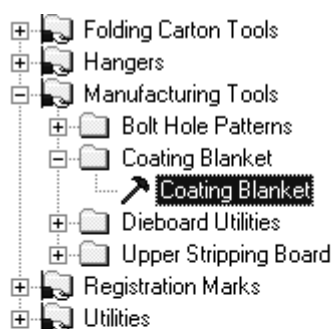 Folding Carton Tools
Hangers
Manufacturing Tools
Bolt Hole Patterns
Coating Blanket
Coating Blanket
Dieboard Utilities
Upper Stripping Board
Registration Marks
Utilities